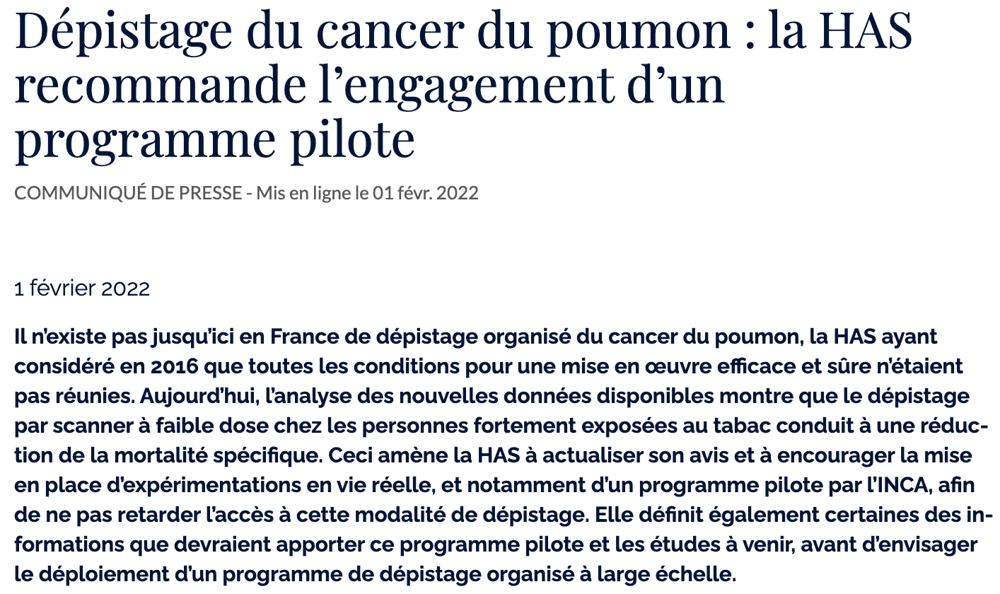 Dépistage du cancer du poumon : la HAS
recommande l’engagement d’un
programme pilote
COMMUNIQUÉ DE PRESSE - Mis en ligne le 01 févr. 2022
1 février 2022
Il n’existe pas jusqu’ici en France de dépistage organisé du cancer du poumon, la HAS ayant
considéré en 2016 que toutes les conditions pour une mise en œuvre efficace et sûre n’étaient
pas réunies. Aujourd’hui, l’analyse des nouvelles données disponibles montre que le dépistage
par scanner à faible dose chez les personnes fortement exposées au tabac conduit à une réduc-
tion de la mortalité spécifique. Ceci amène la HAS à actualiser son avis et à encourager la mise
en place d’expérimentations en vie réelle, et notamment d’un programme pilote par l’INCA, afin
de ne pas retarder l’accès à cette modalité de dépistage. Elle définit également certaines des in-
formations que devraient apporter ce programme pilote et les études à venir, avant d’envisager
le déploiement d’un programme de dépistage organisé à large échelle.